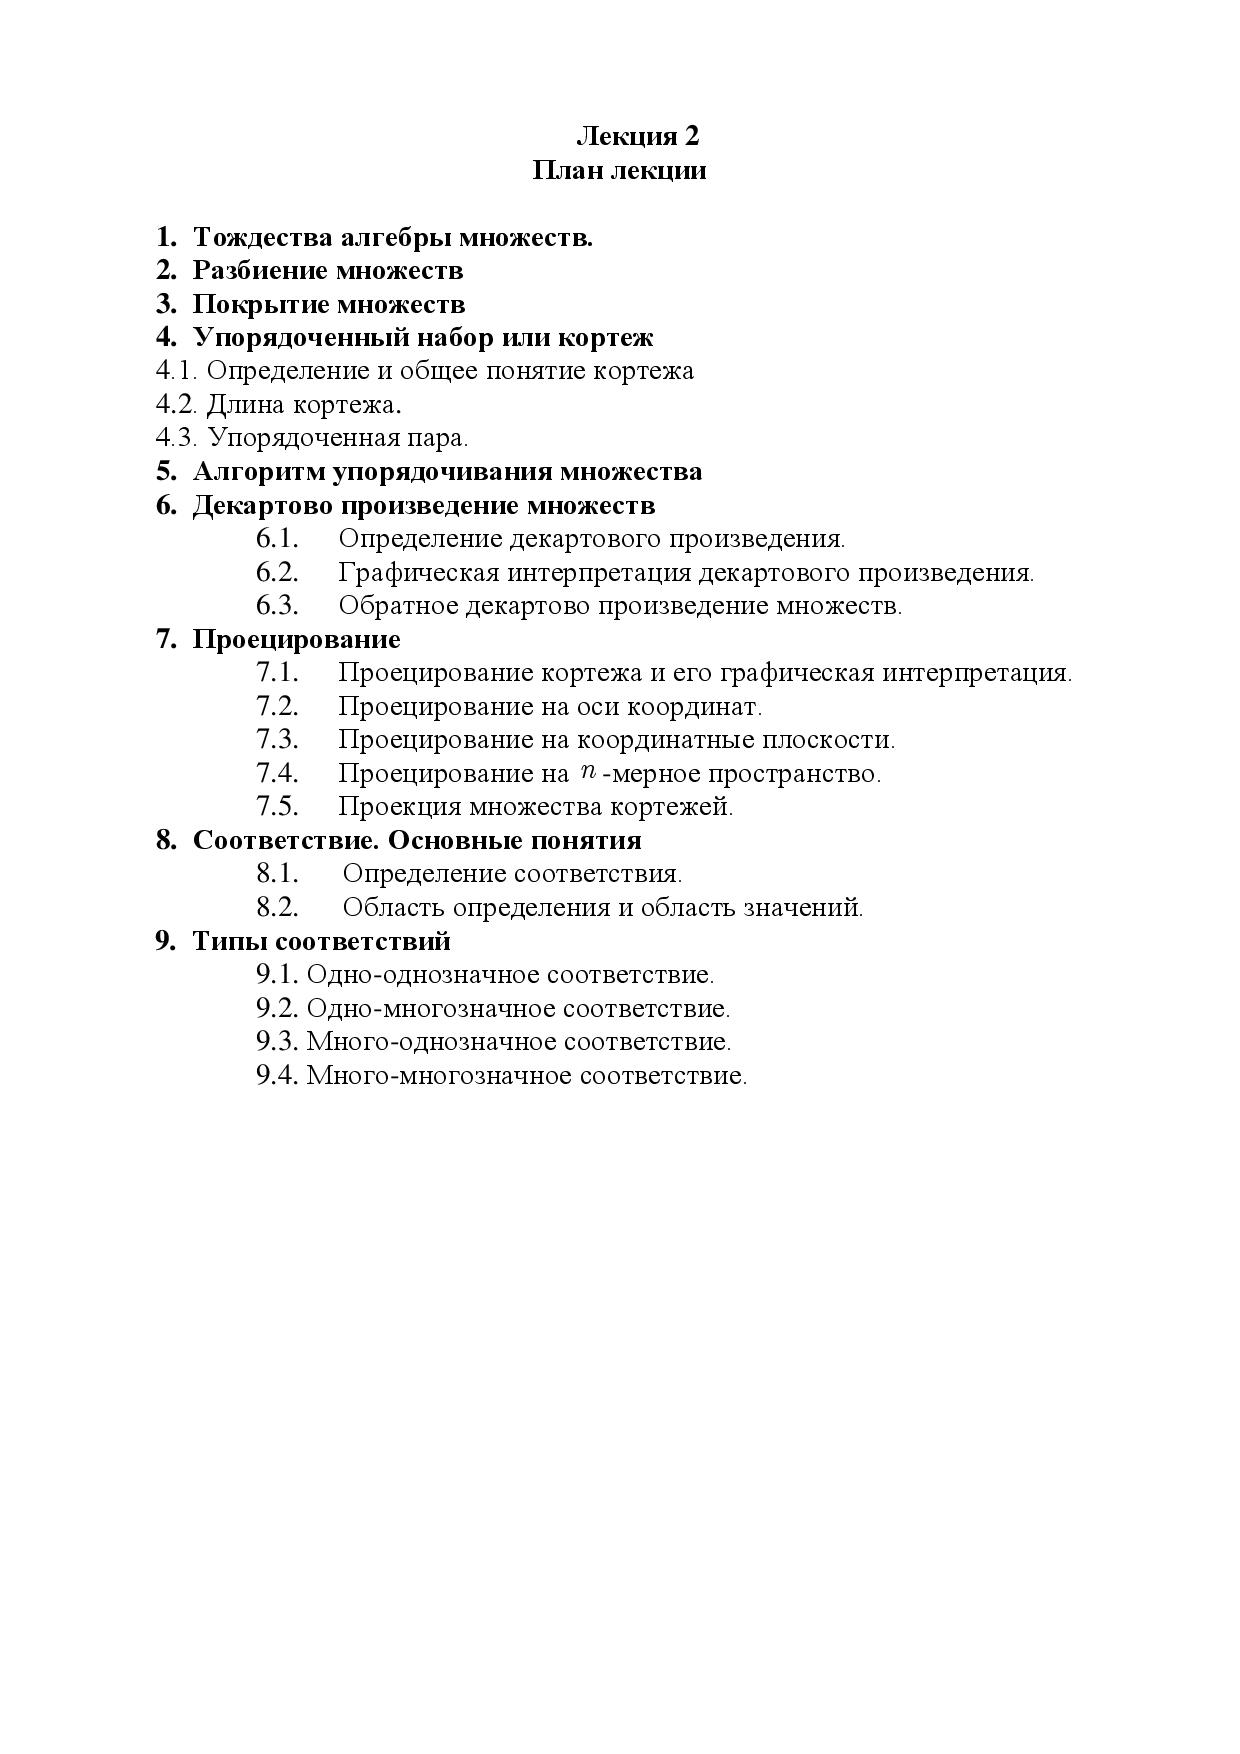 Лекция 2
План лекции
1. Тождества алгебры множеств.
2. Разбиение множеств
3. Покрытие множеств
4. Упорядоченный набор или кортеж
4.1. Определение и общее понятие кортежа
4.2. Длина кортежа.
4.3. Упорядоченная пара.
5. Алгоритм упорядочивания множества
6. Декартово произведение множеств
6.1. Определение декартового произведения.
6.2. Графическая интерпретация декартового произведения.
6.3. Обратное декартово произведение множеств.
7. Проецирование
7.1. Проецирование кортежа и его графическая интерпретация.
7.2. Проецирование на оси координат.
7.3. Проецирование на координатные плоскости.
7.4. Проецирование на n -мерное пространство.
7.5. Проекция множества кортежей.
8. Соответствие. Основные понятия
8.1. Определение соответствия.
8.2. Область определения и область значений.
9. Типы соответствий
9.1. Одно-однозначное соответствие.
9.2. Одно-многозначное соответствие.
9.3. Много-однозначное соответствие.
9.4. Много-многозначное соответствие.